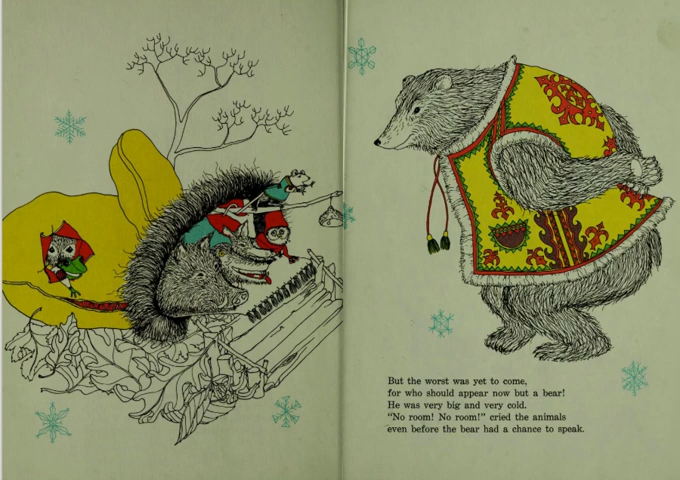 But the worst was yet to come,
for who should appear now but a bear!
He was very big and very cold.
“No room! No room!” cried the animals
even before the bear had a chance to speak.